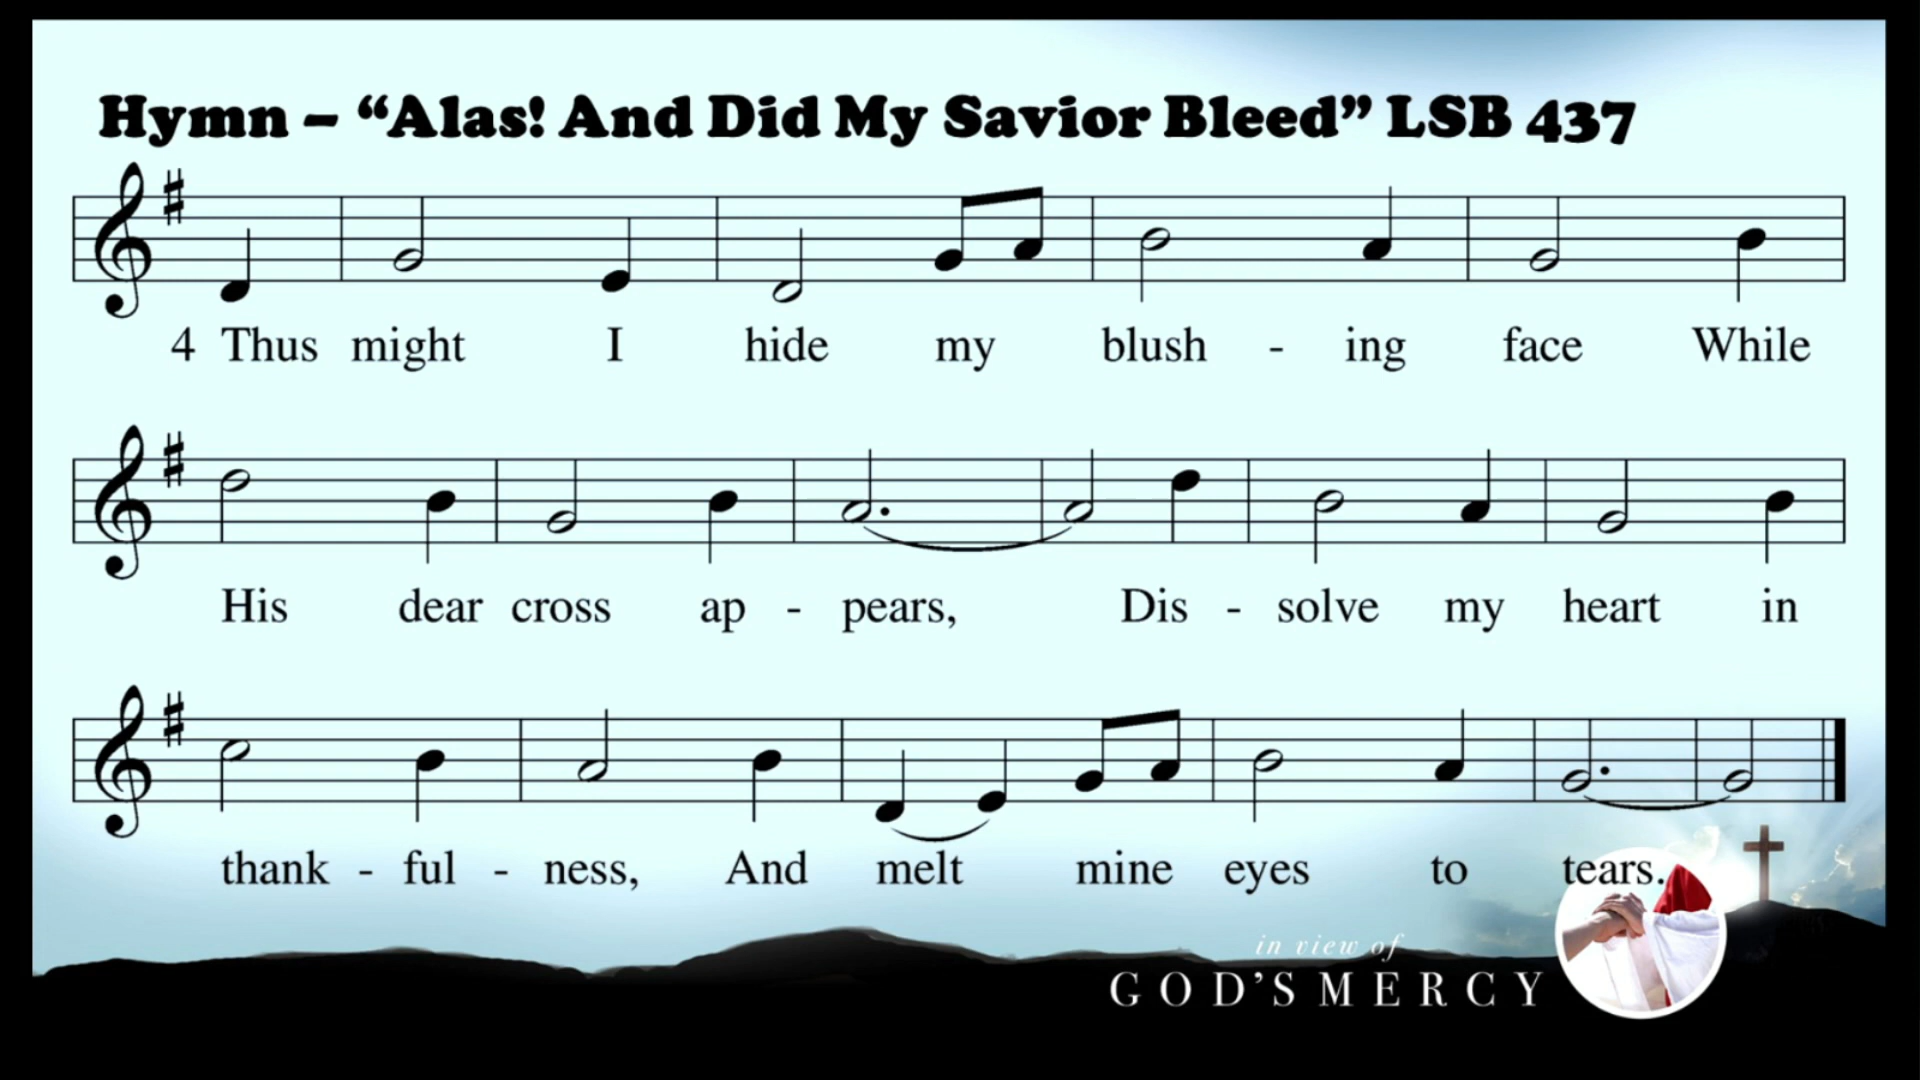 Hymn – “Alas! And Did My Savior Bleed” LSB 437
4 Thus might I hide my blush - ing face While
His dear cross ap - pears, Dis - solve my heart in
thank - ful - ness, And melt mine eyes to tears.
in view of
GOD'S MERCY